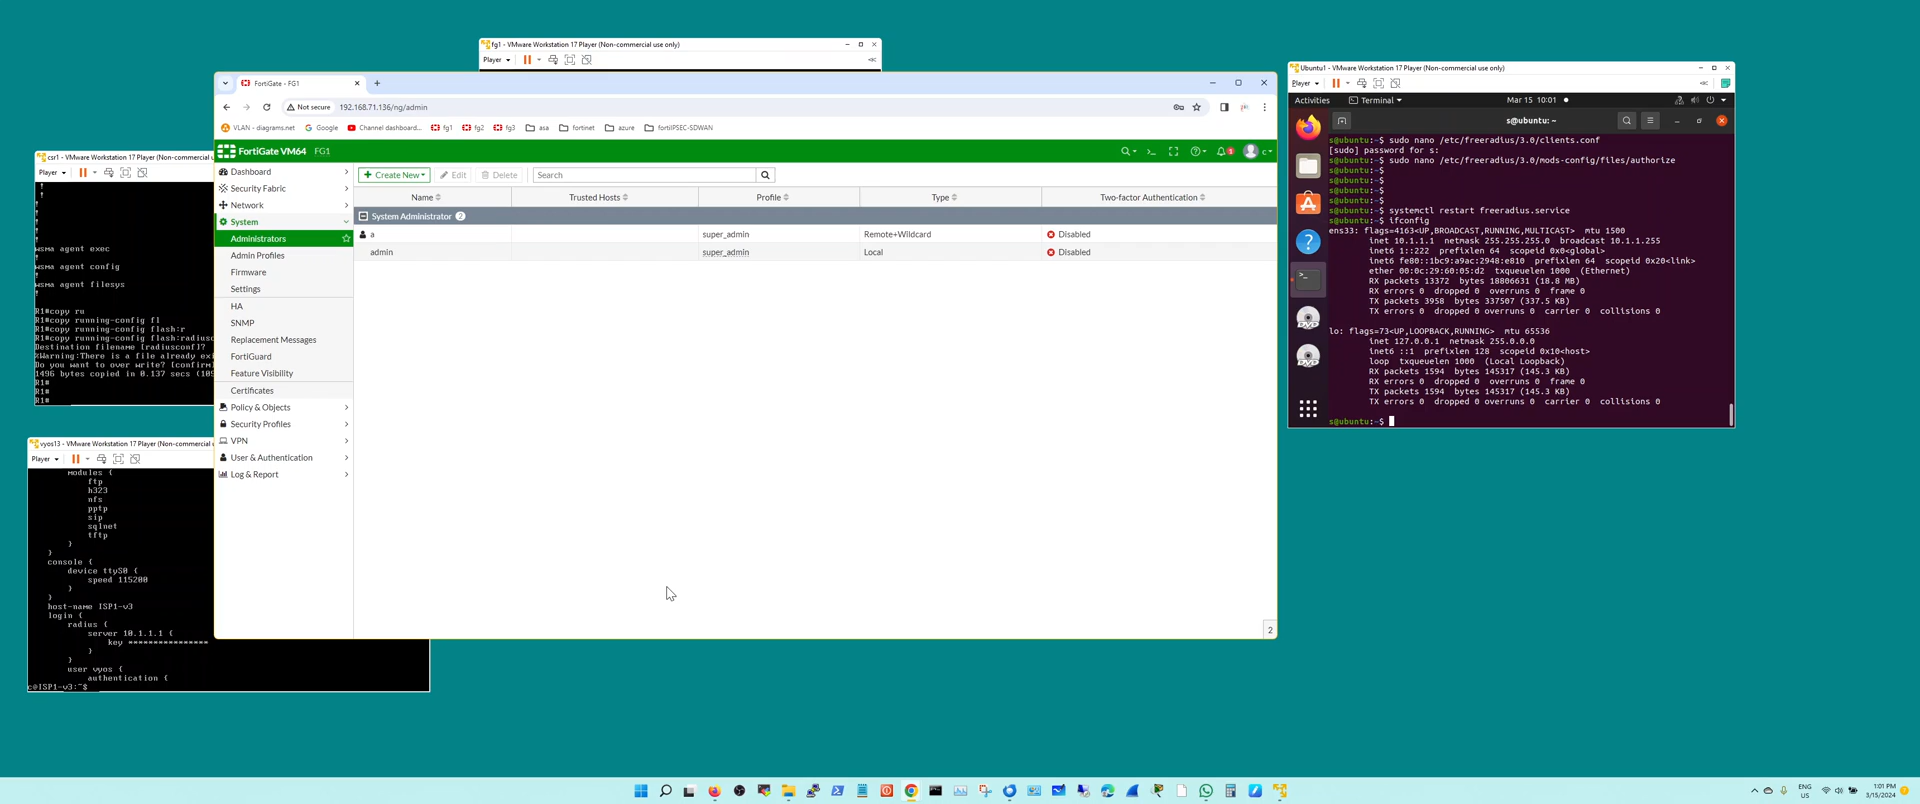 fg1 - VMware Workstation 17 Player (Non-commercial use only)
Player
FortiGate - FG1
Not secure 192.168.71.136/ng/admin
VLAN - diagrams.net Google Channel dashboard... fg1 fg2 fg3 asa fortinet azure fortiIPSEC-SDWAN
FortiGate VM64 FG1
1 c
Dashboard
Security Fabric
Network
System
Administrators
Admin Profiles
Firmware
Settings
HA
SNMP
Replacement Messages
FortiGuard
Feature Visibility
Certificates
Policy & Objects
Security Profiles
VPN
User & Authentication
Log & Report
Create New Edit Delete Search
Name Trusted Hosts Profile Type Two-factor Authentication
System Administrator 2
a super_admin Remote+Wildcard Disabled
admin super_admin Local Disabled
2
csr1 - VMware Workstation 17 Player (Non-commercial us
Player
!
!
!
!
!
!
!
wsma agent exec
!
wsma agent config
!
wsma agent filesys
!
R1#copy ru
R1#copy running-config fl
R1#copy running-config flash:r
R1#copy running-config flash:radiusc
Destination filename [radiusconf]?
%Warning:There is a file already exi
Do you want to over write? [confirm]
1496 bytes copied in 0.137 secs (109
R1#
R1#
R1#
vyos13 - VMware Workstation 17 Player (Non-commercial u
Player
modules {
ftp
h323
nfs
pptp
sip
sqlnet
tftp
}
}
console {
device ttyS0 {
speed 115200
}
}
host-name ISP1-v3
login {
radius {
server 10.1.1.1 {
key ****************
}
}
user vyos {
authentication {
c@ISP1-v3:~$
Ubuntu1 - VMware Workstation 17 Player (Non-commercial use only)
Player
Activities Terminal Mar 15 10:01
s@ubuntu: ~
s@ubuntu:~$ sudo nano /etc/freeradius/3.0/clients.conf
[sudo] password for s:
s@ubuntu:~$ sudo nano /etc/freeradius/3.0/mods-config/files/authorize
s@ubuntu:~$
s@ubuntu:~$
s@ubuntu:~$
s@ubuntu:~$
s@ubuntu:~$ systemctl restart freeradius.service
s@ubuntu:~$ ifconfig
ens33: flags=4163<UP,BROADCAST,RUNNING,MULTICAST> mtu 1500
inet 10.1.1.1 netmask 255.255.255.0 broadcast 10.1.1.255
inet6 1::222 prefixlen 64 scopeid 0x0<global>
inet6 fe80::1bc9:a9ac:2948:e810 prefixlen 64 scopeid 0x20<link>
ether 00:0c:29:60:05:d2 txqueuelen 1000 (Ethernet)
RX packets 13372 bytes 18806631 (18.8 MB)
RX errors 0 dropped 0 overruns 0 frame 0
TX packets 3958 bytes 337507 (337.5 KB)
TX errors 0 dropped 0 overruns 0 carrier 0 collisions 0
lo: flags=73<UP,LOOPBACK,RUNNING> mtu 65536
inet 127.0.0.1 netmask 255.0.0.0
inet6 ::1 prefixlen 128 scopeid 0x10<host>
loop txqueuelen 1000 (Local Loopback)
RX packets 1594 bytes 145317 (145.3 KB)
RX errors 0 dropped 0 overruns 0 frame 0
TX packets 1594 bytes 145317 (145.3 KB)
TX errors 0 dropped 0 overruns 0 carrier 0 collisions 0
s@ubuntu:~$
DVD
DVD
ENG
US
1:01 PM
3/15/2024